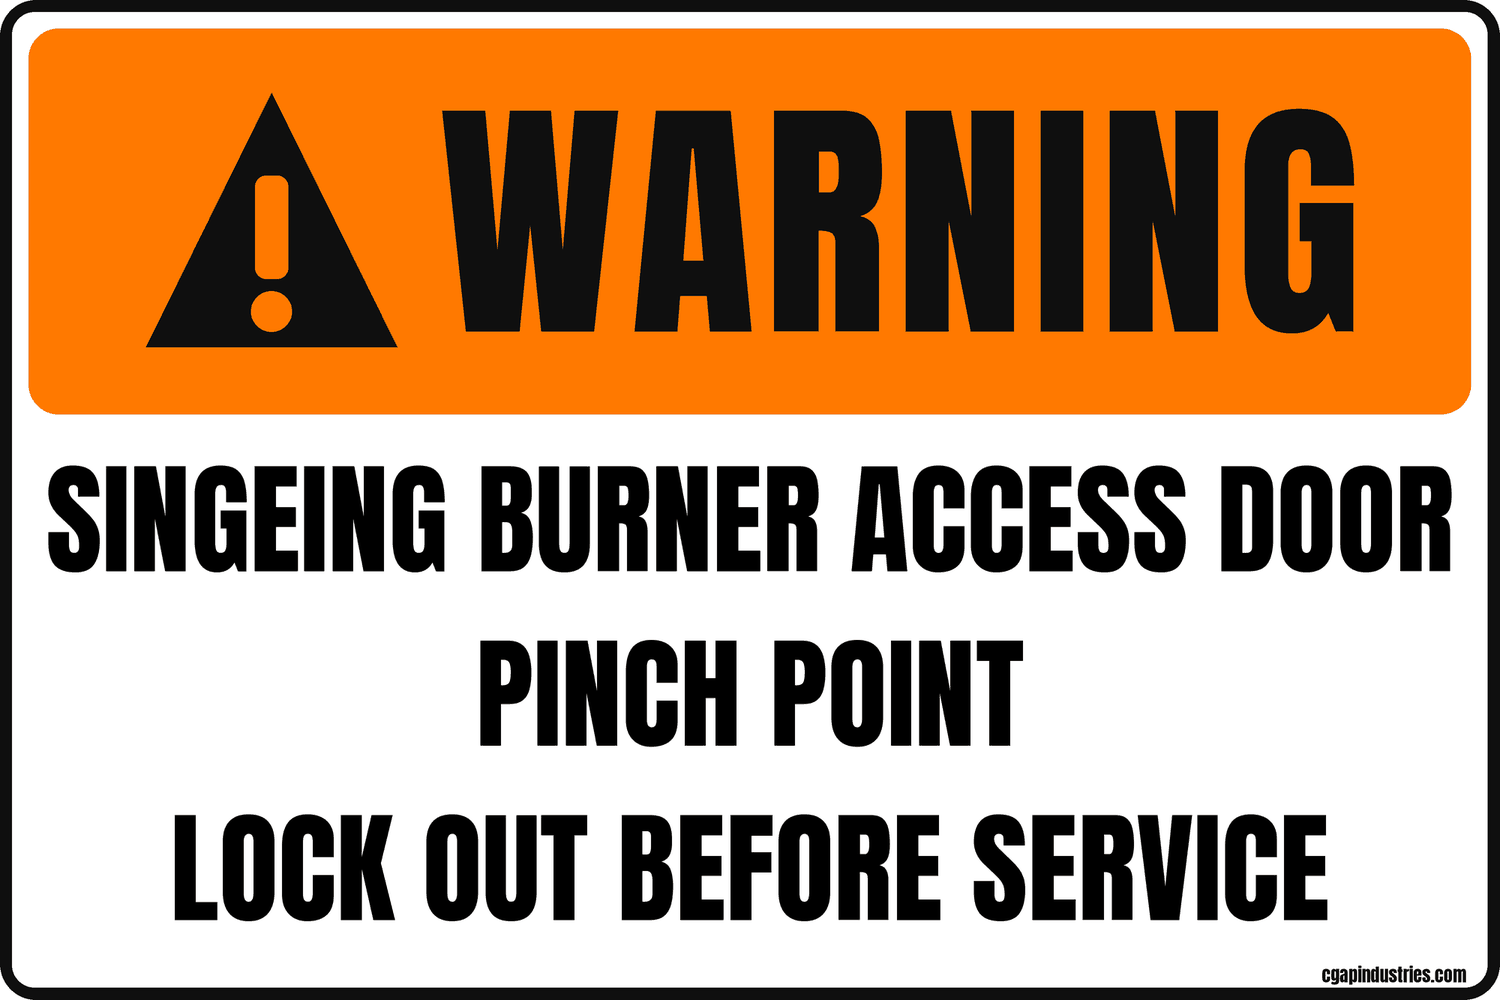 WARNING
SINGEING BURNER ACCESS DOOR
PINCH POINT
LOCK OUT BEFORE SERVICE
cgapindustries.com